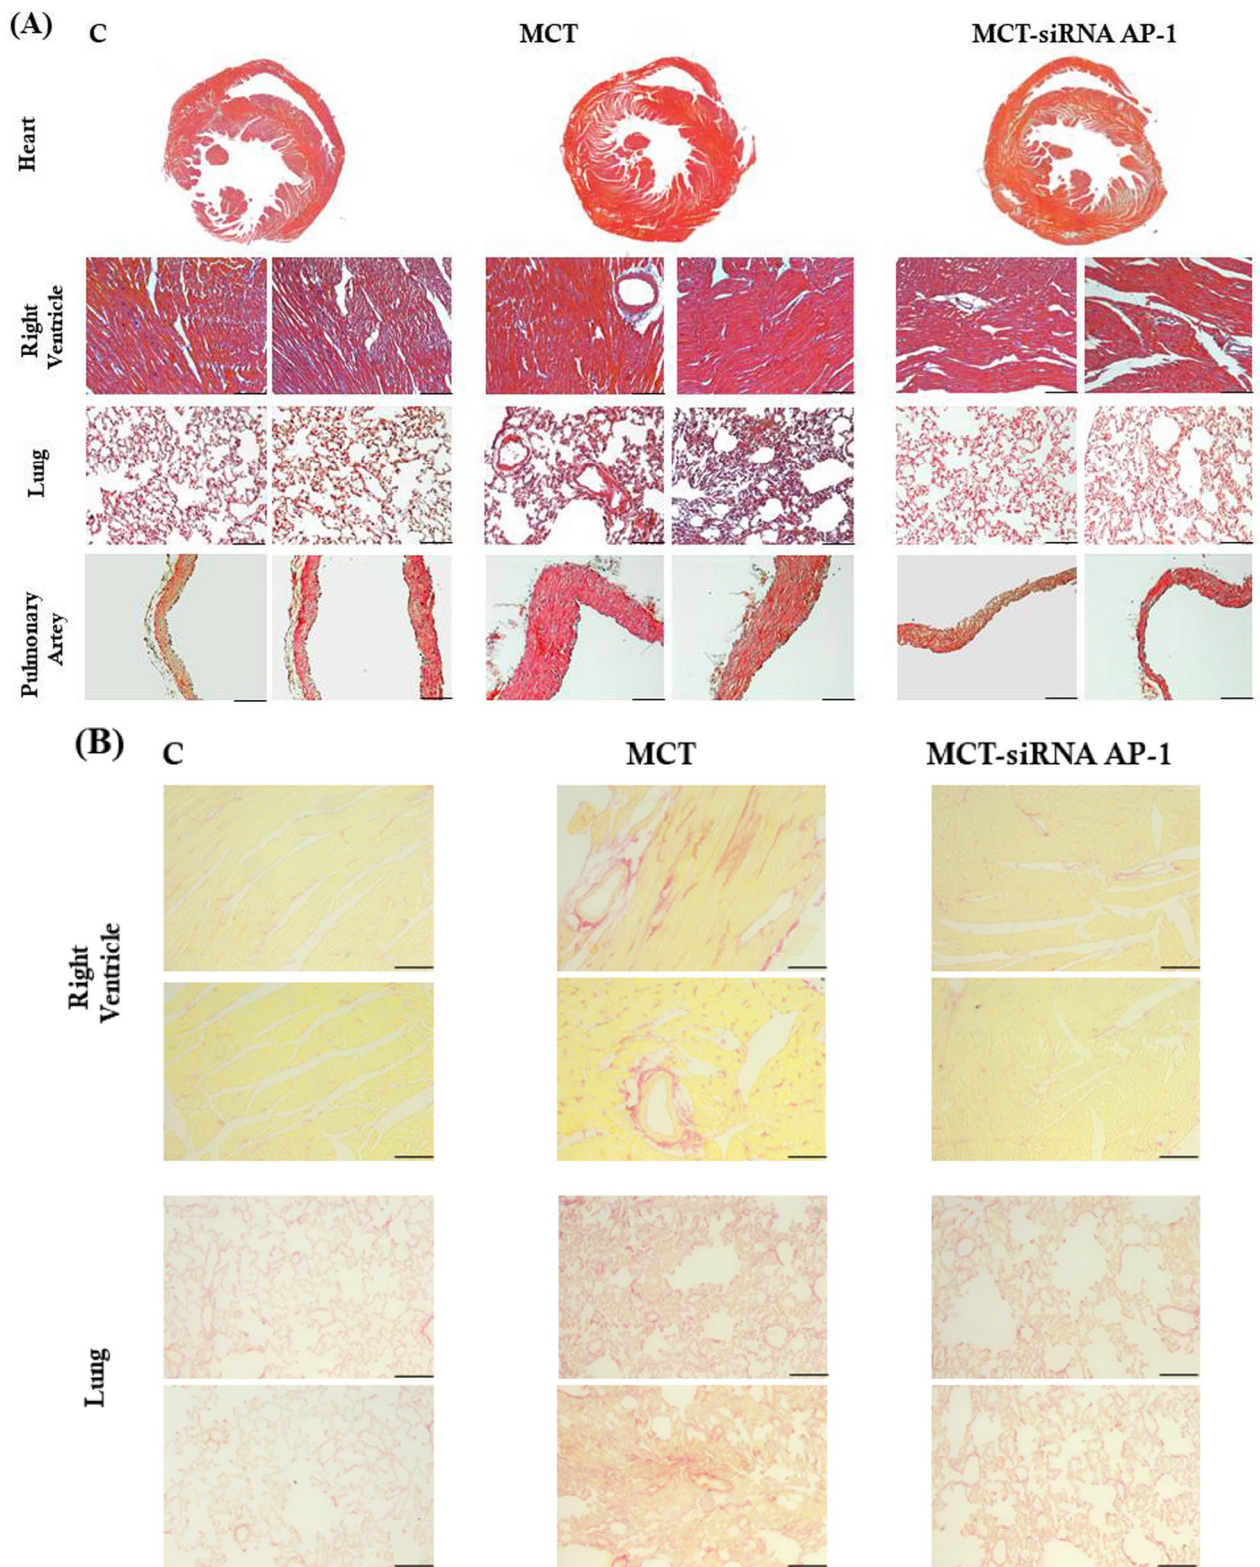 (A)
C MCT MCT-siRNA AP-1
Heart
Right
Ventricle
Lung
Pulmonary
Artey
(B)
C MCT MCT-siRNA AP-1
Right
Ventricle
Lung